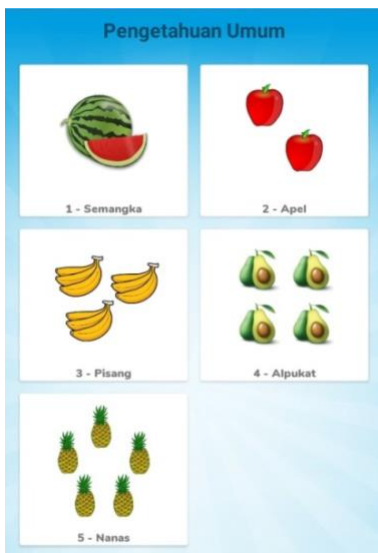 Pengetahuan Umum
1 - Semangka
2 - Apel
3 - Pisang
4 - Alpukat
5 - Nanas